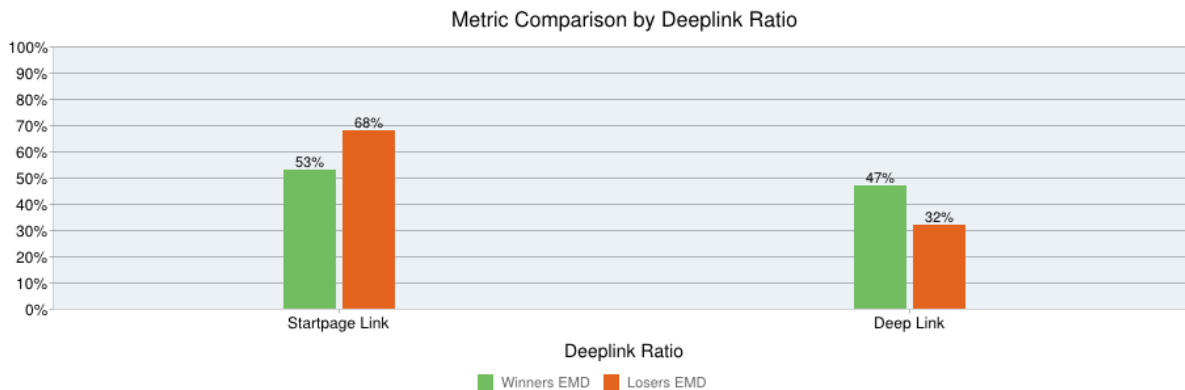 Metric Comparison by Deeplink Ratio
100%
90%
80%
70%
60%
50%
40%
30%
20%
10%
0%
53%
68%
47%
32%
Startpage Link
Deep Link
Deeplink Ratio
Winners EMD
Losers EMD